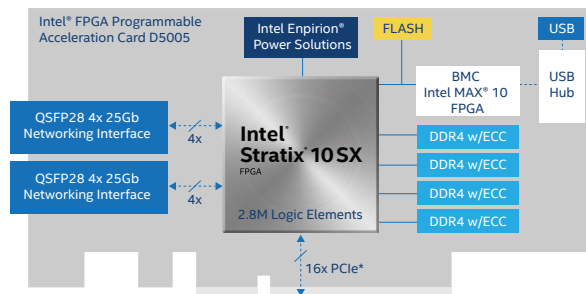 Intel® FPGA Programmable
Acceleration Card D5005
Intel Enpirion®
Power Solutions
FLASH
USB
BMC
Intel MAX® 10
FPGA
USB
Hub
QSFP28 4x 25Gb
Networking Interface
4x
QSFP28 4x 25Gb
Networking Interface
4x
Intel®
Stratix® 10 SX
FPGA
2.8M Logic Elements
DDR4 w/ECC
DDR4 w/ECC
DDR4 w/ECC
DDR4 w/ECC
16x PCIe*